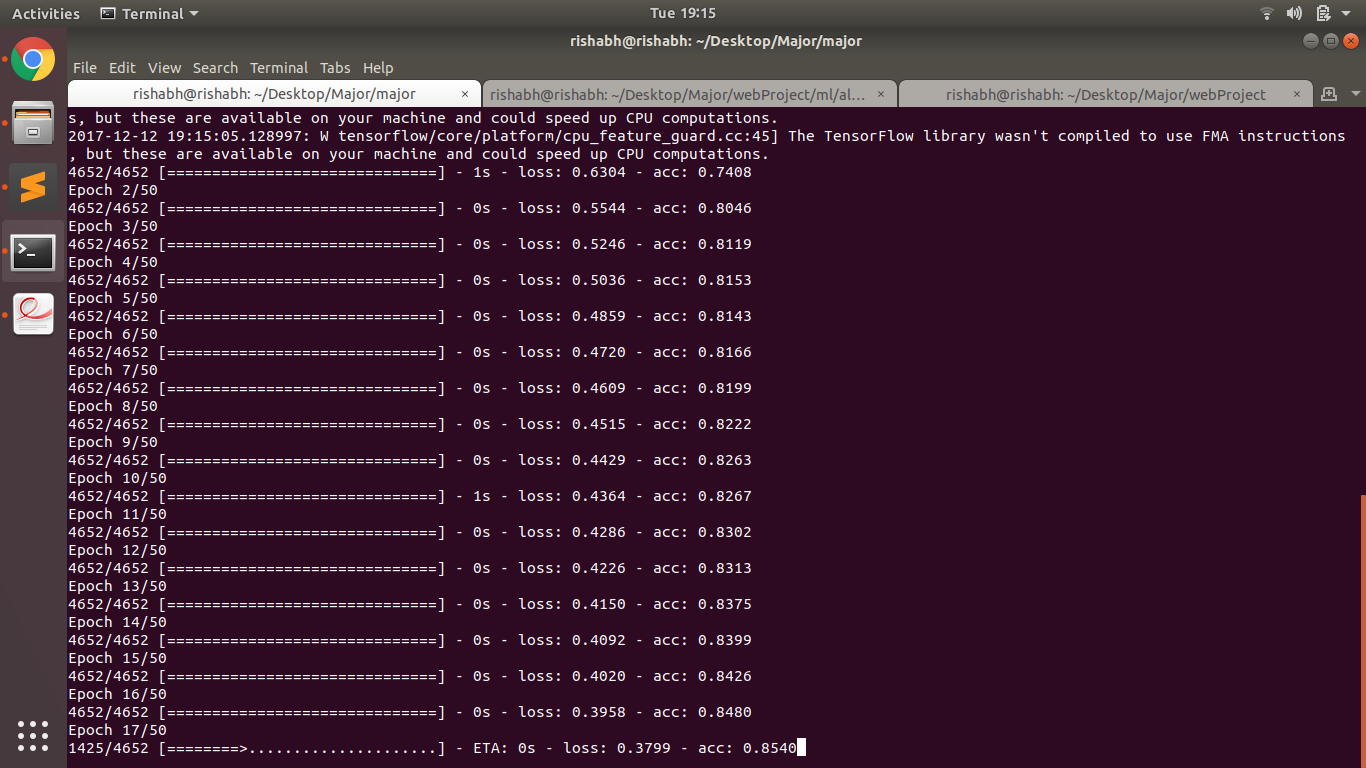 Activities Terminal Tue 19:15
rishabh@rishabh: ~/Desktop/Major/major
File Edit View Search Terminal Tabs Help
rishabh@rishabh: ~/Desktop/Major/major × rishabh@rishabh: ~/Desktop/Major/webProject/ml/al... × rishabh@rishabh: ~/Desktop/Major/webProject ×
s, but these are available on your machine and could speed up CPU computations.
2017-12-12 19:15:05.128997: W tensorflow/core/platform/cpu_feature_guard.cc:45] The TensorFlow library wasn't compiled to use FMA instructions
, but these are available on your machine and could speed up CPU computations.
4652/4652 [==============================] - 1s - loss: 0.6304 - acc: 0.7408
Epoch 2/50
4652/4652 [==============================] - 0s - loss: 0.5544 - acc: 0.8046
Epoch 3/50
4652/4652 [==============================] - 0s - loss: 0.5246 - acc: 0.8119
Epoch 4/50
4652/4652 [==============================] - 0s - loss: 0.5036 - acc: 0.8153
Epoch 5/50
4652/4652 [==============================] - 0s - loss: 0.4859 - acc: 0.8143
Epoch 6/50
4652/4652 [==============================] - 0s - loss: 0.4720 - acc: 0.8166
Epoch 7/50
4652/4652 [==============================] - 0s - loss: 0.4609 - acc: 0.8199
Epoch 8/50
4652/4652 [==============================] - 0s - loss: 0.4515 - acc: 0.8222
Epoch 9/50
4652/4652 [==============================] - 0s - loss: 0.4429 - acc: 0.8263
Epoch 10/50
4652/4652 [==============================] - 1s - loss: 0.4364 - acc: 0.8267
Epoch 11/50
4652/4652 [==============================] - 0s - loss: 0.4286 - acc: 0.8302
Epoch 12/50
4652/4652 [==============================] - 0s - loss: 0.4226 - acc: 0.8313
Epoch 13/50
4652/4652 [==============================] - 0s - loss: 0.4150 - acc: 0.8375
Epoch 14/50
4652/4652 [==============================] - 0s - loss: 0.4092 - acc: 0.8399
Epoch 15/50
4652/4652 [==============================] - 0s - loss: 0.4020 - acc: 0.8426
Epoch 16/50
4652/4652 [==============================] - 0s - loss: 0.3958 - acc: 0.8480
Epoch 17/50
1425/4652 [========>.....................] - ETA: 0s - loss: 0.3799 - acc: 0.8540